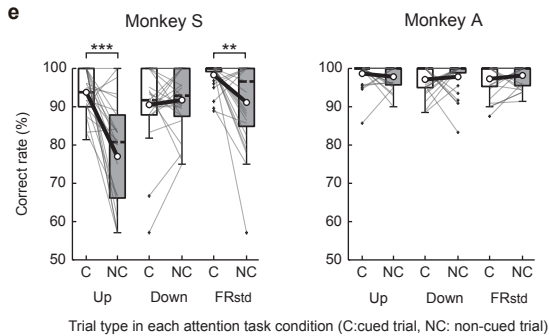 e
Monkey S
Monkey A
*** **
Correct rate (%)
100 100
90 90
80 80
70 70
60 60
50 50
C NC C NC C NC C NC C NC C NC
Up Down FRstd Up Down FRstd
Trial type in each attention task condition (C:cued trial, NC: non-cued trial)